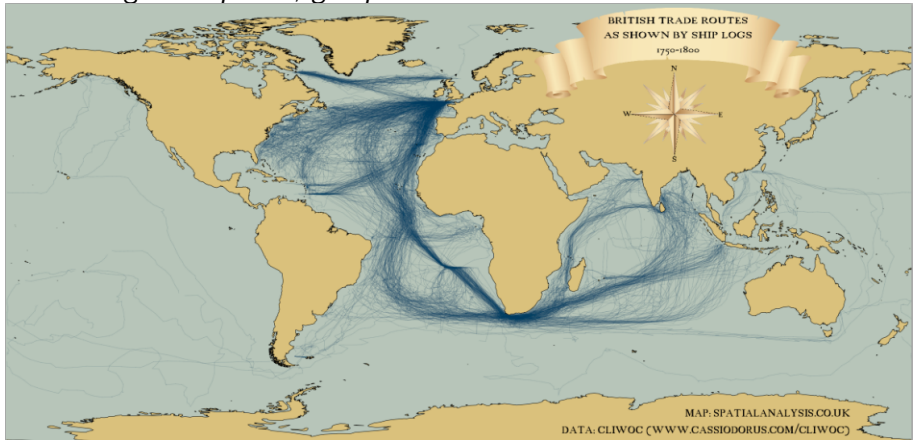 BRITISH TRADE ROUTES
AS SHOWN BY SHIP LOGS
1750-1800
N
W
E
S
MAP: SPATIALANALYSIS.CO.UK
DATA: CLIWOC (WWW.CASSIODORUS.COM/CLIWOC)